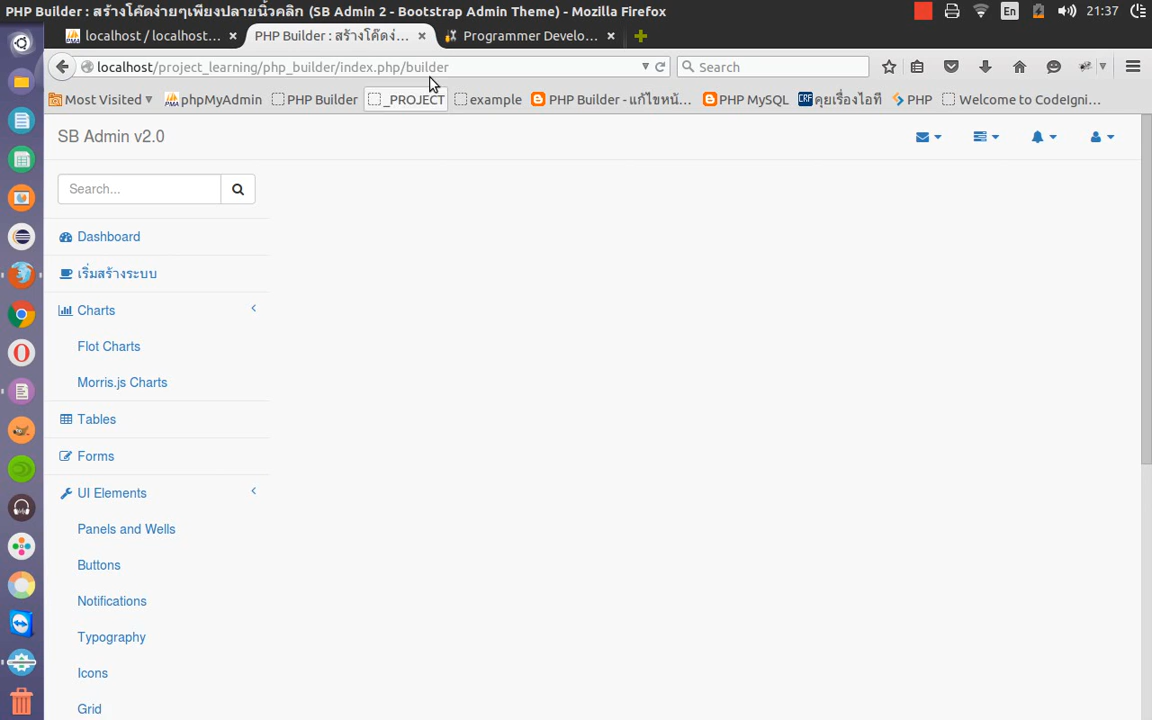 PHP Builder : สร้างโค๊ดง่ายๆเพียงปลายนิ้วคลิก (SB Admin 2 - Bootstrap Admin Theme) - Mozilla Firefox
En
21:37
localhost / localhost...
PHP Builder : สร้างโค๊ดง่...
Programmer Develo...
localhost/project_learning/php_builder/index.php/builder
Search
Most Visited
phpMyAdmin
PHP Builder
_PROJECT
example
PHP Builder - แก้ไขหน้...
PHP MySQL
คุยเรื่องไอที
PHP
Welcome to CodeIgni...
SB Admin v2.0
Search...
Dashboard
เริ่มสร้างระบบ
Charts
Flot Charts
Morris.js Charts
Tables
Forms
UI Elements
Panels and Wells
Buttons
Notifications
Typography
Icons
Grid